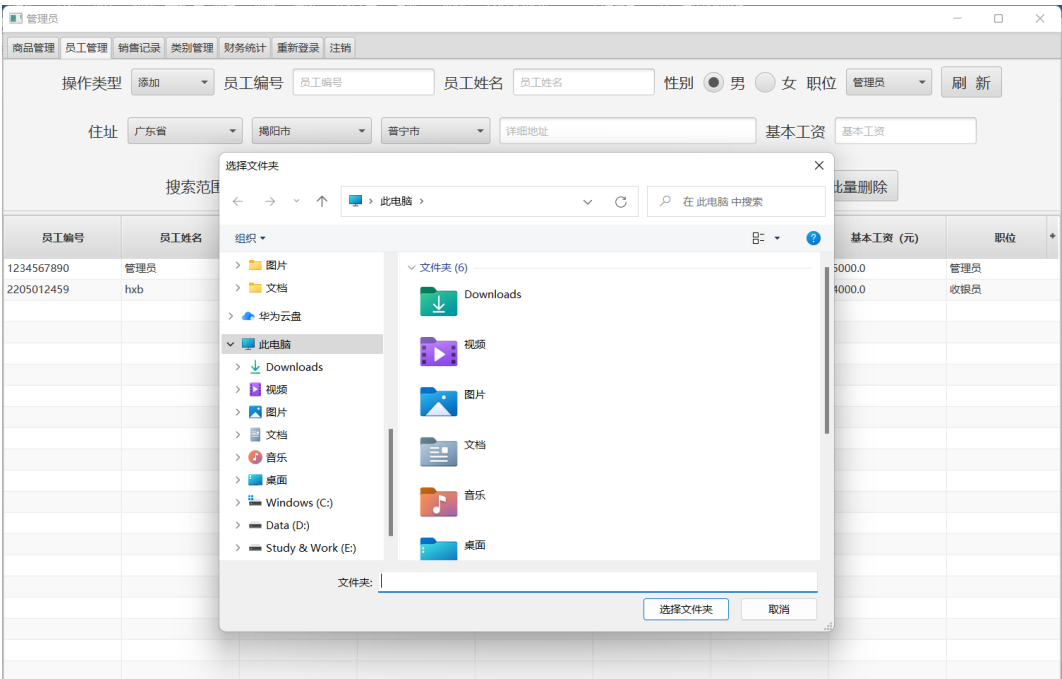 管理员
商品管理 员工管理 销售记录 类别管理 财务统计 重新登录 注销
操作类型 添加 员工编号 员工编号 员工姓名 员工姓名 性别 男 女 职位 管理员 刷 新
住址 广东省 揭阳市 普宁市 详细地址 基本工资 基本工资
搜索范围 批量删除
选择文件夹
此电脑 在 此电脑 中搜索
组织
员工编号 员工姓名 基本工资（元） 职位
1234567890 管理员 5000.0 管理员
2205012459 hxb 4000.0 收银员
图片
文档
华为云盘
此电脑
Downloads
视频
图片
文档
音乐
桌面
Windows (C:)
Data (D:)
Study & Work (E:)
文件夹 (6)
Downloads
视频
图片
文档
音乐
桌面
文件夹:
选择文件夹 取消